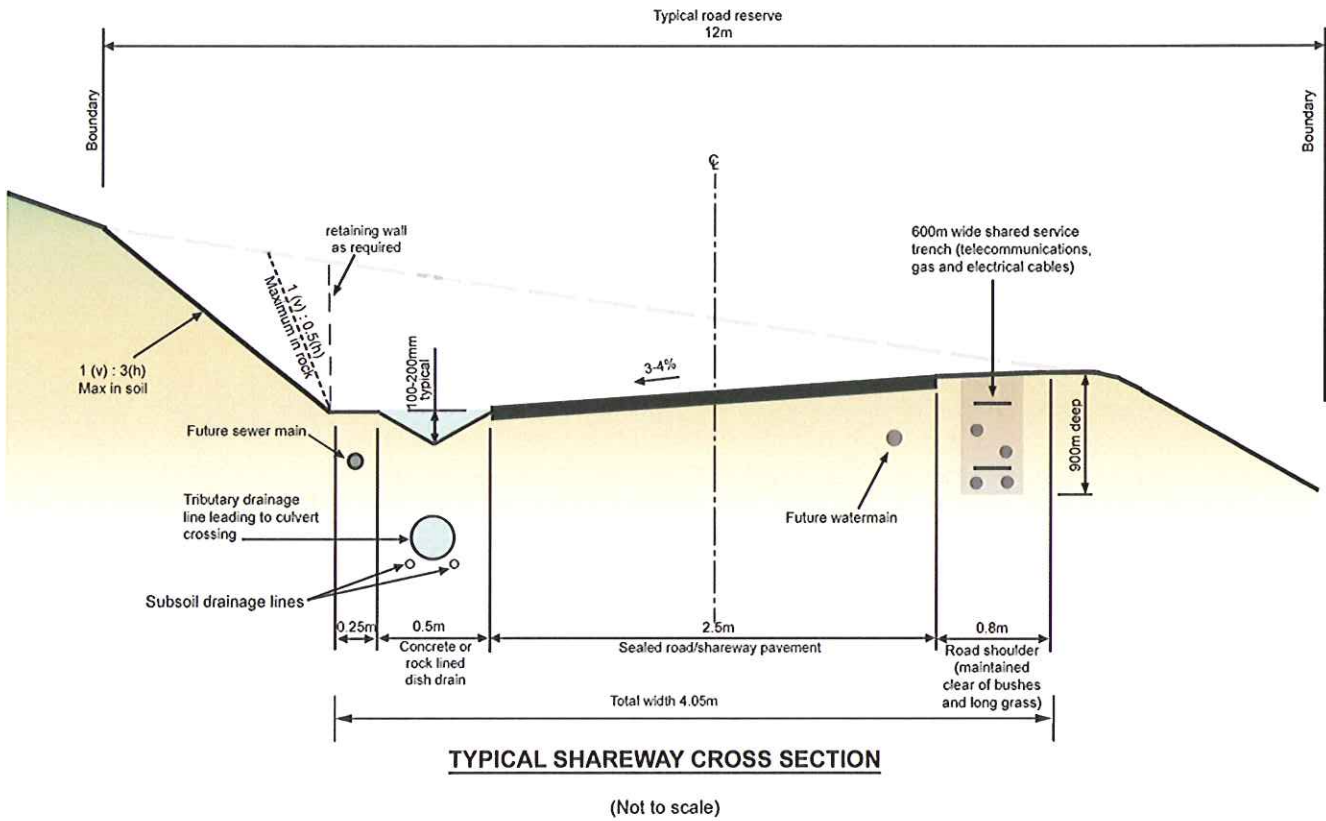 Typical road reserve
12m
Boundary
Boundary
℄
retaining wall
as required
600m wide shared service
trench (telecommunications,
gas and electrical cables)
1 (v) : 0.5(h)
Maximum in rock
100-200mm
typical
3-4%
1 (v) : 3(h)
Max in soil
900m deep
Future sewer main
Tributary drainage
line leading to culvert
crossing
Future watermain
Subsoil drainage lines
0.25m
0.5m
2.5m
0.8m
Concrete or
rock lined
dish drain
Sealed road/shareway pavement
Road shoulder
(maintained
clear of bushes
and long grass)
Total width 4.05m
TYPICAL SHAREWAY CROSS SECTION
(Not to scale)